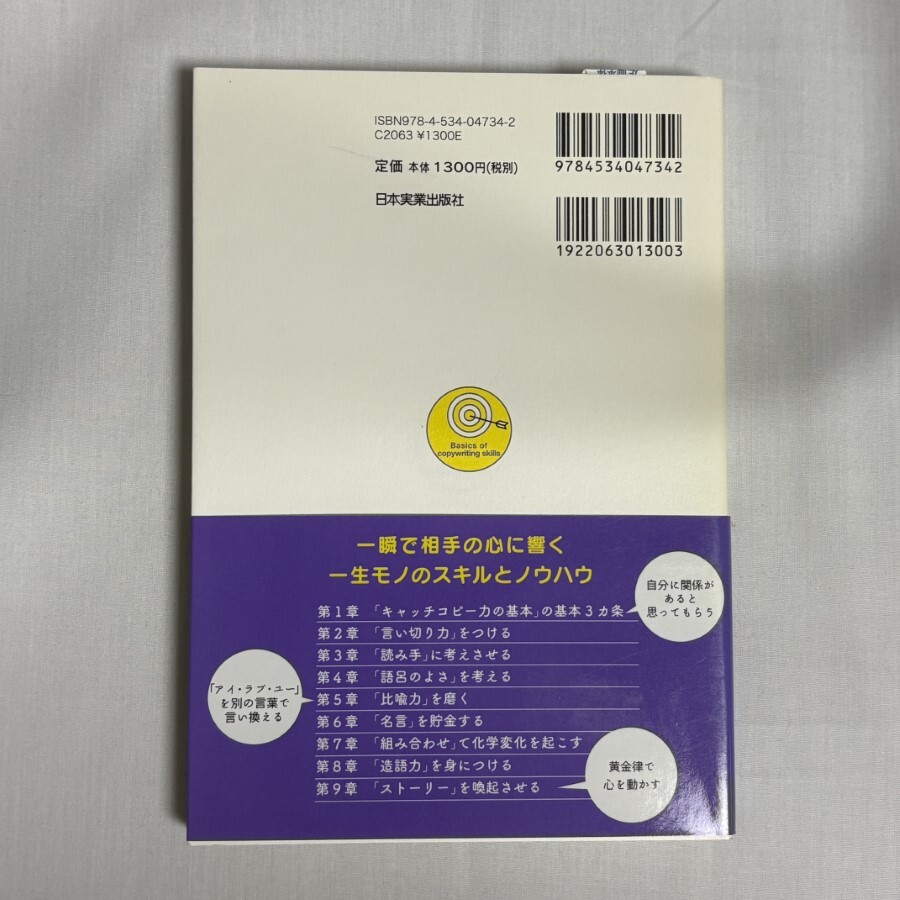 ISBN978-4-534-04734-2
C2063 ¥1300E
定価 本体1300円(税別)
日本実業出版社
9784534047342
1922063013003
Basics of
copywriting skills
一瞬で相手の心に響く
一生モノのスキルとノウハウ
自分に関係が
あると
思ってもらう
第1章 「キャッチコピー力の基本」の基本3カ条
第2章 「言い切り力」をつける
第3章 「読み手」に考えさせる
第4章 「語呂のよさ」を考える
第5章 「比喩力」を磨く
第6章 「名言」を貯金する
第7章 「組み合わせ」で化学変化を起こす
第8章 「造語力」を身につける
第9章 「ストーリー」を喚起させる
「アイ・ラブ・ユー」
を別の言葉で
言い換える
黄金律で
心を動かす